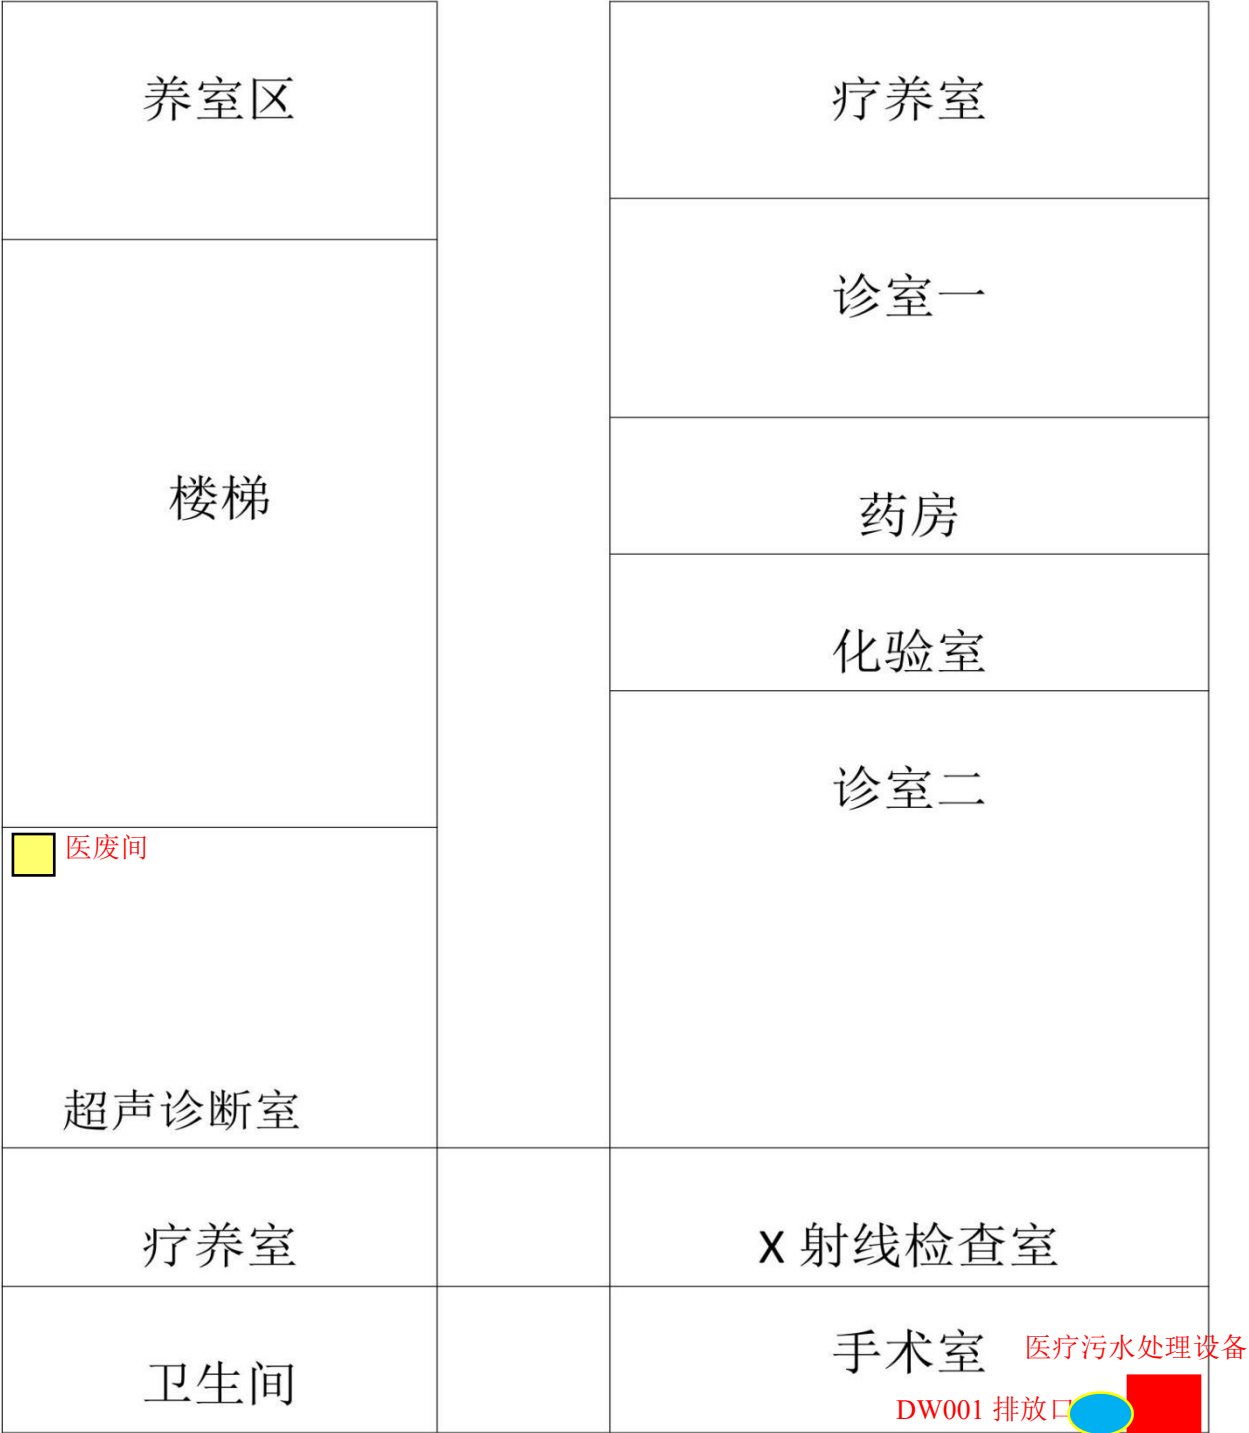 养室区
疗养室
诊室一
楼梯
药房
化验室
诊室二
医废间
超声诊断室
疗养室
X 射线检查室
手术室
医疗污水处理设备
卫生间
DW001 排放口